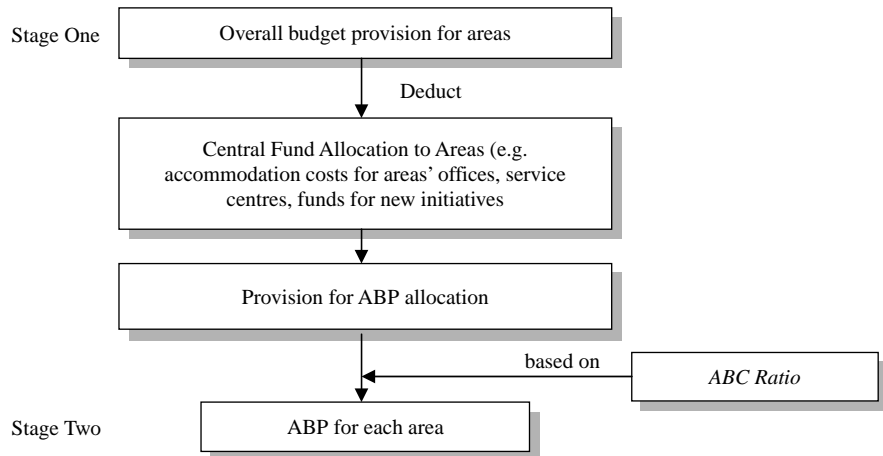 Stage One
Overall budget provision for areas
Deduct
Central Fund Allocation to Areas (e.g.
accommodation costs for areas’ offices, service
centres, funds for new initiatives
Provision for ABP allocation
based on
ABC Ratio
Stage Two
ABP for each area